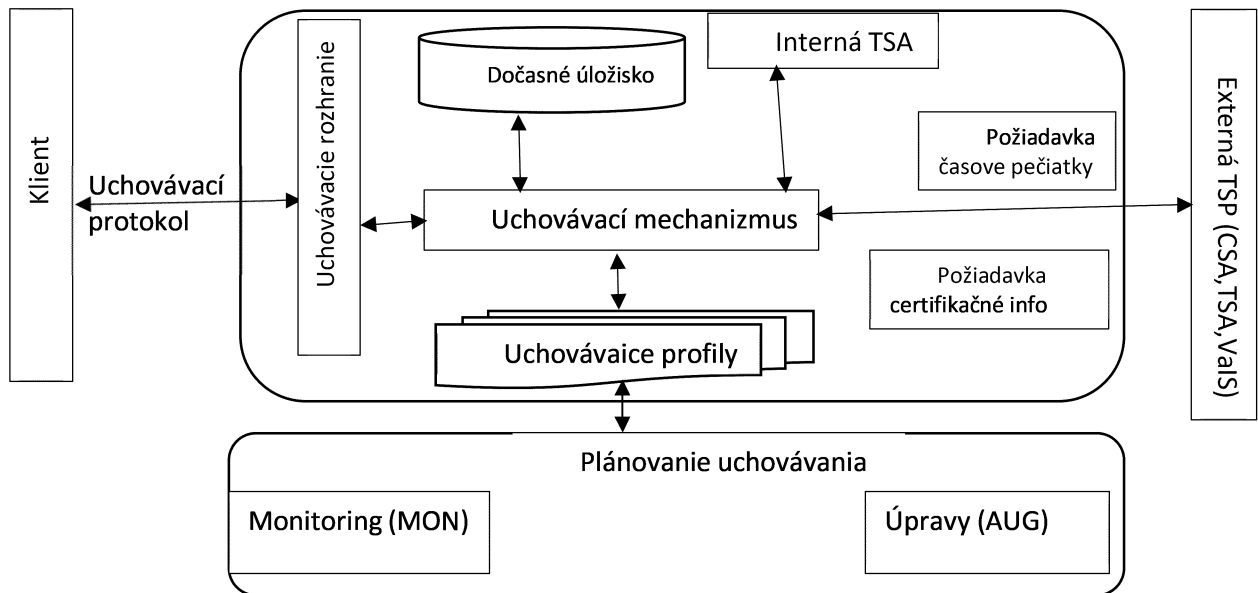 Klient
Uchovávací
protokol
Uchovávacie rozhranie
Dočasné úložisko
Interná TSA
Uchovávací mechanizmus
Požiadavka
časove pečiatky
Požiadavka
certifikačné info
Uchovávaice profily
Externá TSP (CSA,TSA,ValS)
Plánovanie uchovávania
Monitoring (MON)
Úpravy (AUG)